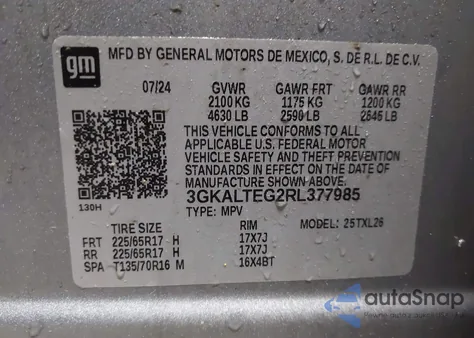 gm
MFD BY GENERAL MOTORS DE MEXICO, S. DE R.L. DE C.V.
07/24 GVWR GAWR FRT GAWR RR
2100 KG 1175 KG 1200 KG
4630 LB 2590 LB 2645 LB
THIS VEHICLE CONFORMS TO ALL
APPLICABLE U.S. FEDERAL MOTOR
VEHICLE SAFETY AND THEFT PREVENTION
STANDARDS IN EFFECT ON THE DATE OF
MANUFACTURE SHOWN ABOVE.
130H 3GKALTEG2RL377985
TYPE: MPV MODEL: 25TXL26
TIRE SIZE RIM
FRT 225/65R17 H 17X7J
RR 225/65R17 H 17X7J
SPA T135/70R16 M 16X4BT
autoSnap